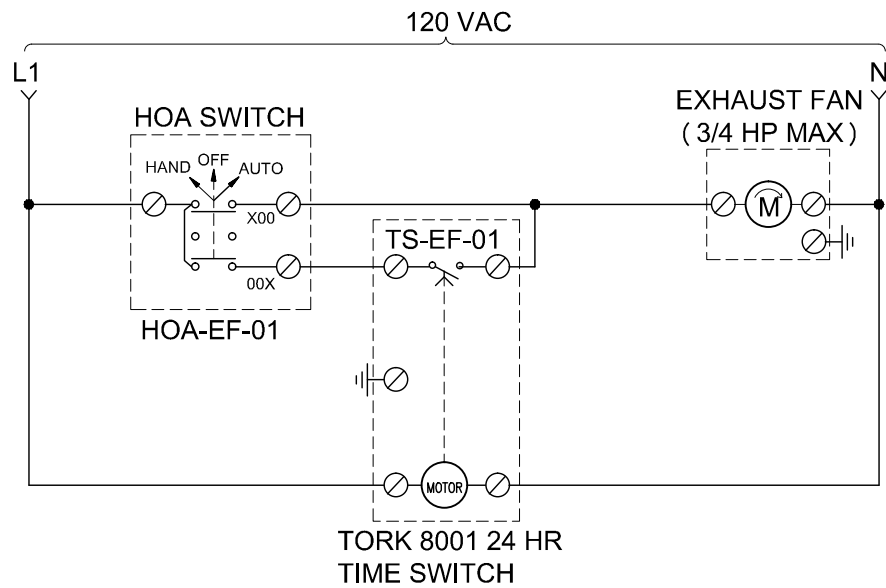 120 VAC
L1
N
HOA SWITCH
EXHAUST FAN
( 3/4 HP MAX )
OFF
HAND
AUTO
X00
M
TS-EF-01
00X
HOA-EF-01
MOTOR
TORK 8001 24 HR
TIME SWITCH